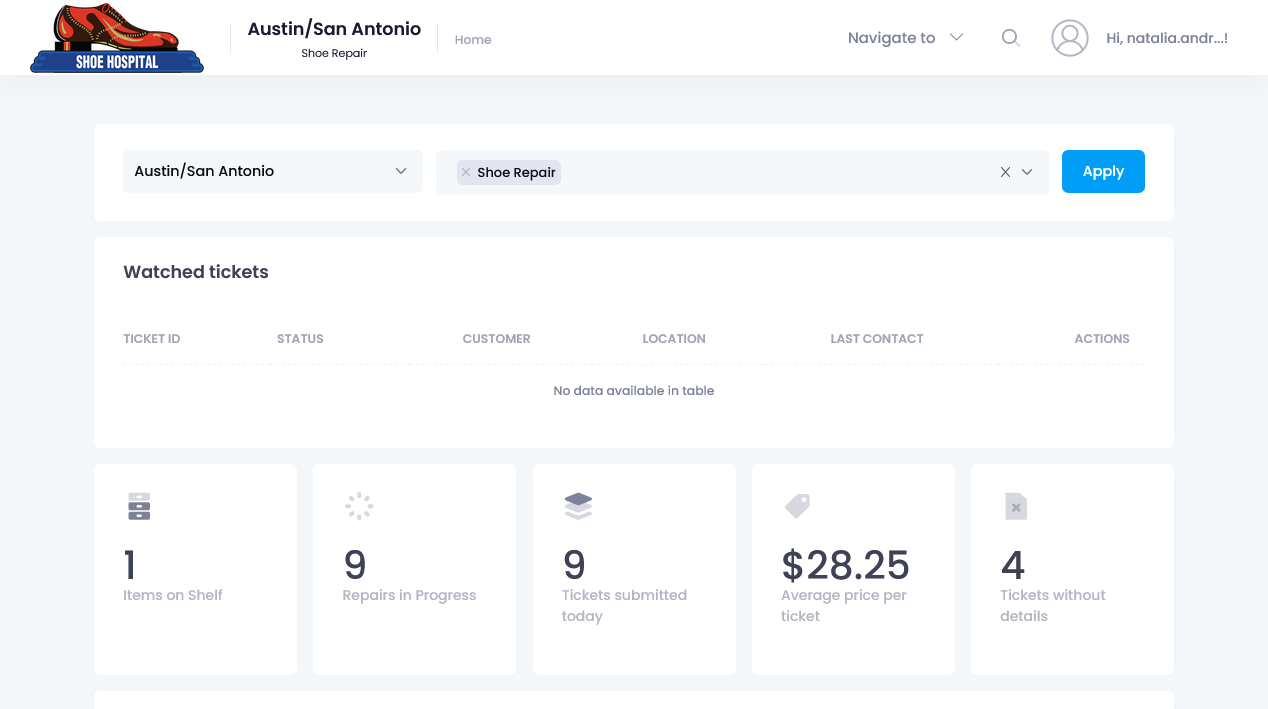 SHOE HOSPITAL
Austin/San Antonio
Shoe Repair
Home
Navigate to
Hi, natalia.andr...!
Austin/San Antonio
Shoe Repair
Apply
Watched tickets
TICKET ID STATUS CUSTOMER LOCATION LAST CONTACT ACTIONS
No data available in table
1
Items on Shelf
9
Repairs in Progress
9
Tickets submitted
today
$28.25
Average price per
ticket
4
Tickets without
details